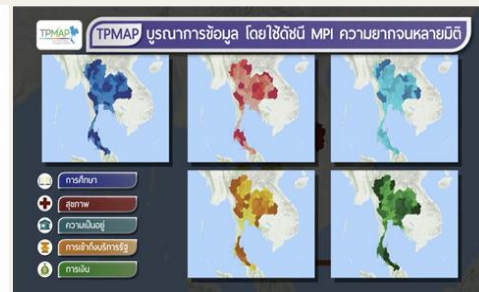 TPMAP
TPMAP บูรณาการข้อมูล โดยใช้ดัชนี MPI ความยากจนหลายมิติ
การศึกษา
สุขภาพ
ความเป็นอยู่
การเข้าถึงบริการรัฐ
การเงิน